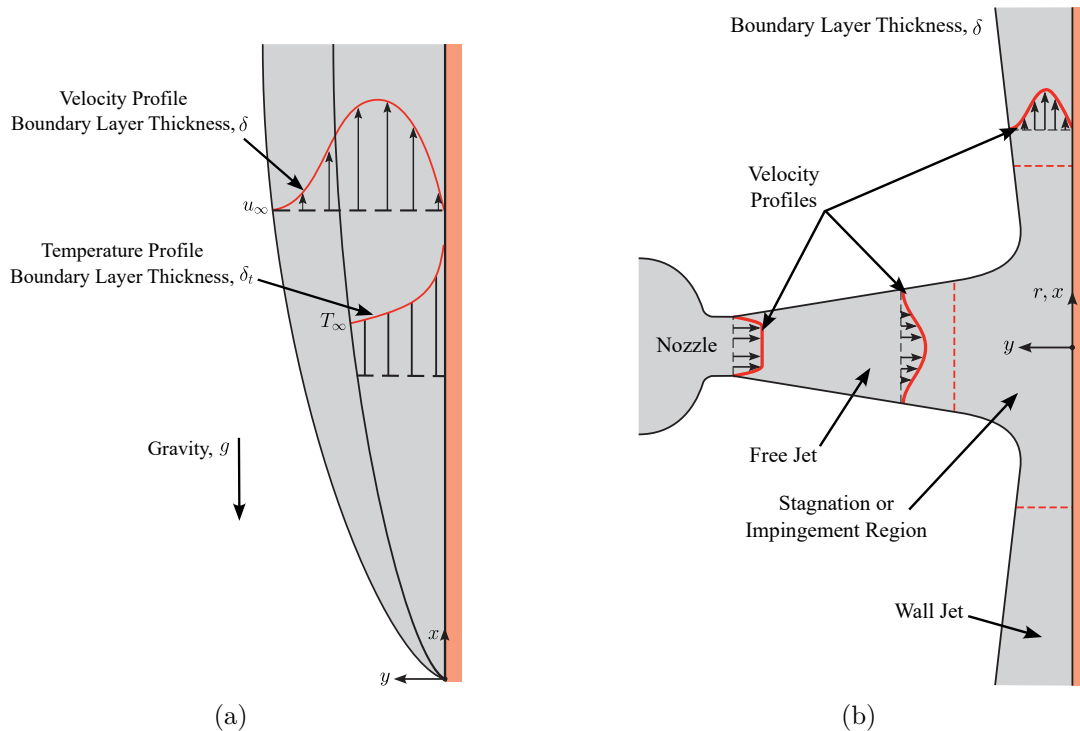 Velocity Profile
Boundary Layer Thickness, δ
u∞
Temperature Profile
Boundary Layer Thickness, δt
T∞
Gravity, g
x
y
(a)
Boundary Layer Thickness, δ
Velocity
Profiles
r, x
y
Nozzle
Free Jet
Stagnation or
Impingement Region
Wall Jet
(b)